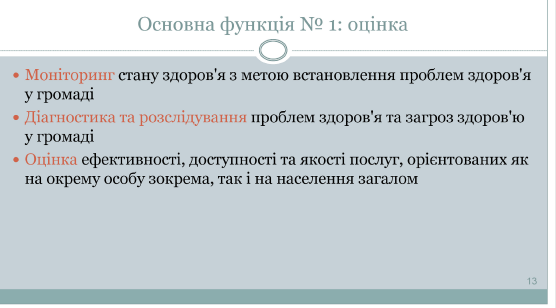 Основна функція № 1: оцінка
• Моніторинг стану здоров'я з метою встановлення проблем здоров'я
у громаді
• Діагностика та розслідування проблем здоров'я та загроз здоров'ю
у громаді
• Оцінка ефективності, доступності та якості послуг, орієнтованих як
на окрему особу зокрема, так і на населення загалом
13